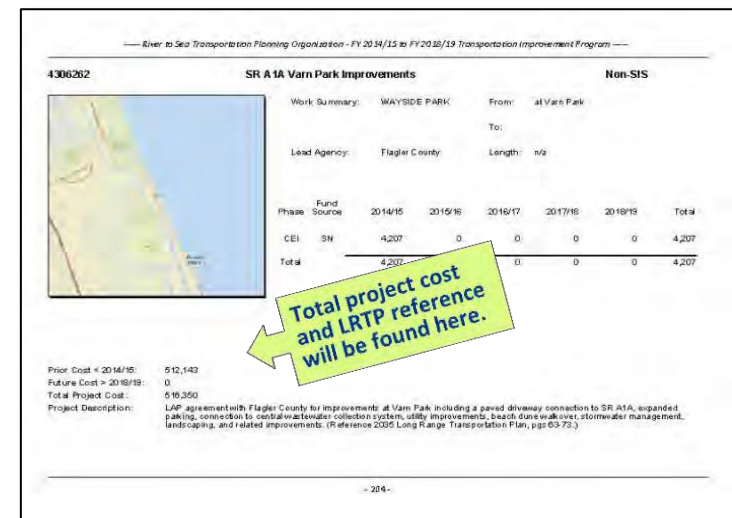 River to Sea Transportation Planning Organization - FY 2014/15 to FY 2018/19 Transportation Improvement Program
4306262 SR A1A Varn Park Improvements Non-SIS
Work Summary: WAYSIDE PARK From: at Varn Park
To:
Lead Agency: Flagler County Length: n/a
Phase Fund Source 2014/15 2015/16 2016/17 2017/18 2018/19 Total
CEI SN 4,207 0 0 0 0 4,207
Total 4,207 0 0 0 4,207
Total project cost
and LRTP reference
will be found here.
Prior Cost < 2014/15: 512,143
Future Cost > 2018/19: 0
Total Project Cost: 516,350
Project Description: LAP agreement with Flagler County for improvements at Varn Park including a paved driveway connection to SR A1A, expanded
parking, connection to central wastewater collection system, utility improvements, beach dune walkover, stormwater management,
landscaping, and related improvements. (Reference 2035 Long Range Transportation Plan, pgs 63-73.)
- 204 -